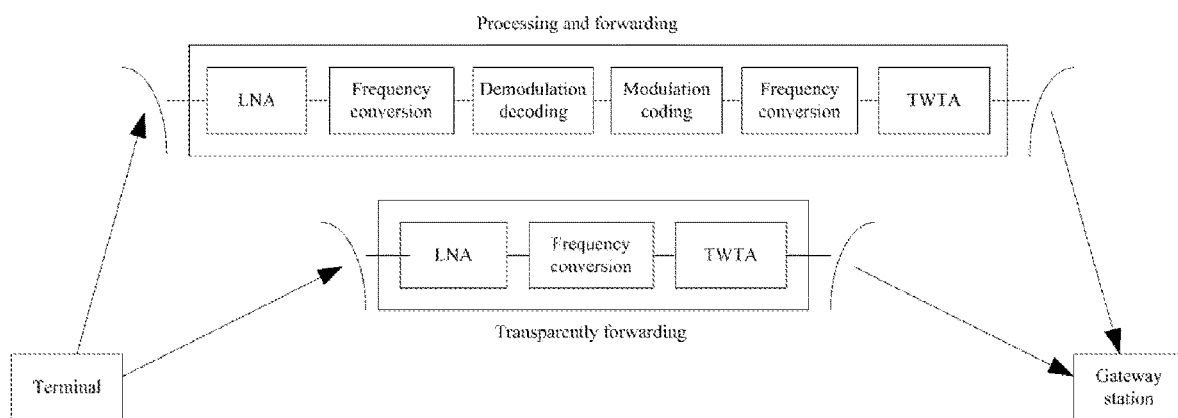 Processing and forwarding
LNA
Frequency
conversion
Demodulation
decoding
Modulation
coding
Frequency
conversion
TWTA
LNA
Frequency
conversion
TWTA
Transparently forwarding
Terminal
Gateway
station